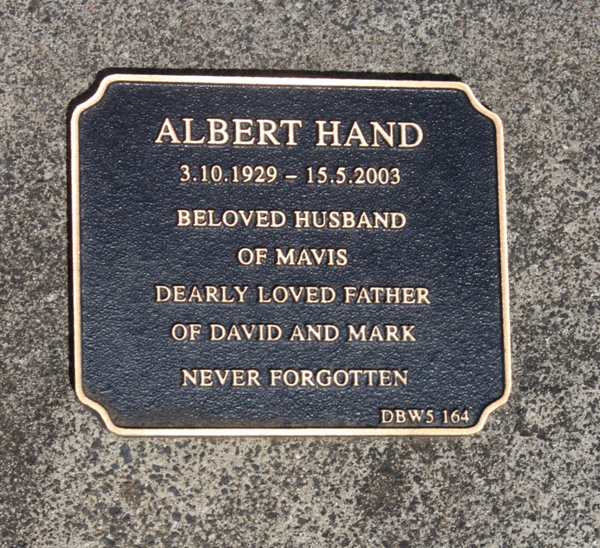 ALBERT HAND
3.10.1929 – 15.5.2003
BELOVED HUSBAND
OF MAVIS
DEARLY LOVED FATHER
OF DAVID AND MARK
NEVER FORGOTTEN
DBW5 164